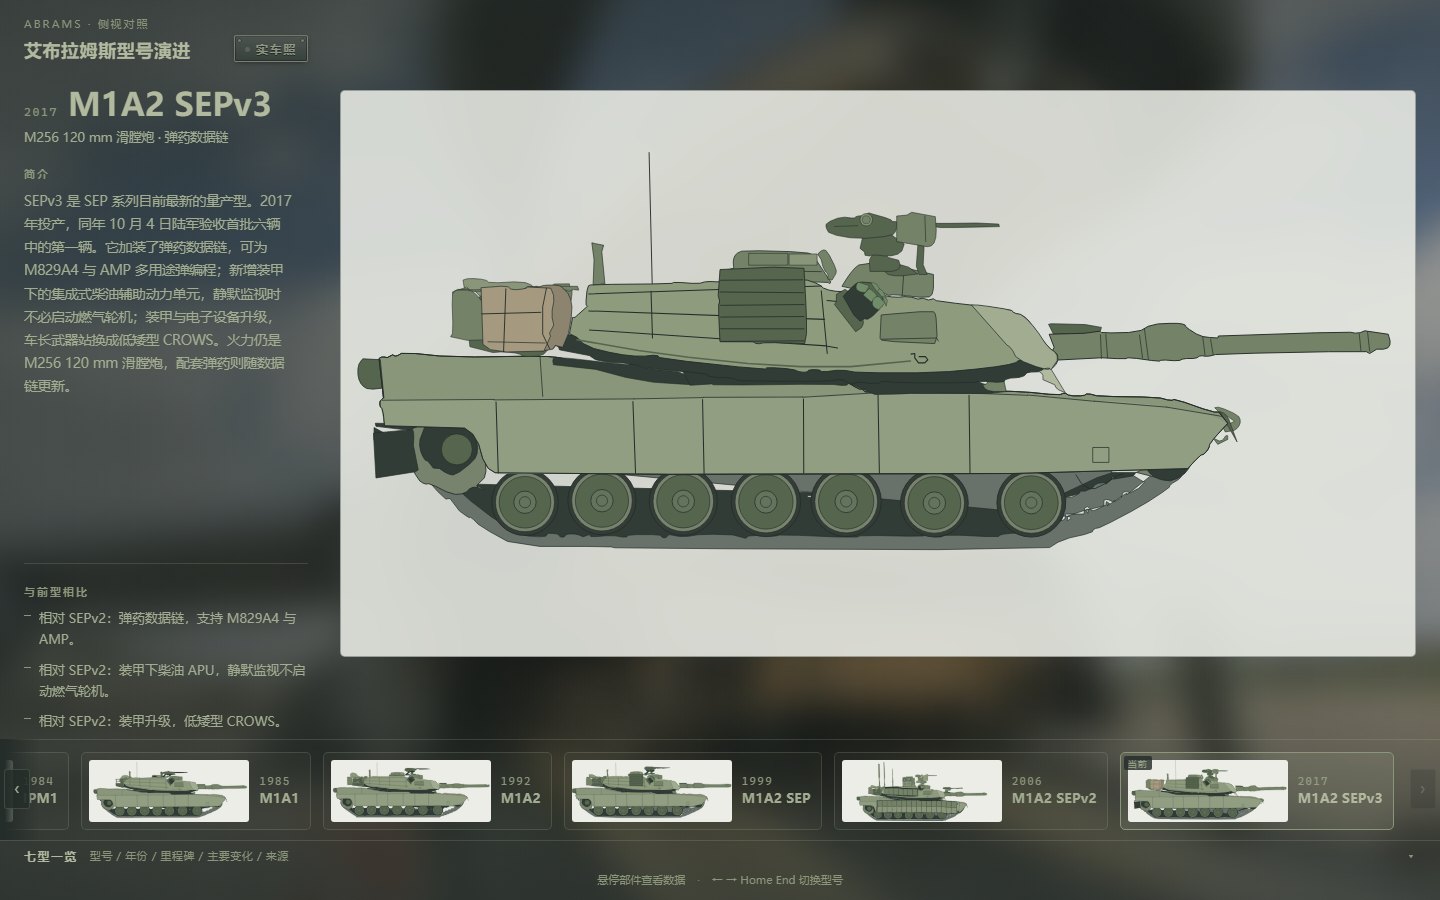 ABRAMS · 侧视对照
艾布拉姆斯型号演进
实车照
2017 M1A2 SEPv3
M256 120 mm 滑膛炮 · 弹药数据链
简介
SEPv3 是 SEP 系列目前最新的量产型。2017
年投产，同年 10 月 4 日陆军验收首批六辆
中的第一辆。它加装了弹药数据链，可为
M829A4 与 AMP 多用途弹编程；新增装甲
下的集成式柴油辅助动力单元，静默监视时
不必启动燃气轮机；装甲与电子设备升级，
车长武器站换成低矮型 CROWS。火力仍是
M256 120 mm 滑膛炮，配套弹药则随数据
链更新。
与前型相比
– 相对 SEPv2：弹药数据链，支持 M829A4 与
AMP。
– 相对 SEPv2：装甲下柴油 APU，静默监视不启
动燃气轮机。
– 相对 SEPv2：装甲升级，低矮型 CROWS。
984
PM1
1985
M1A1
1992
M1A2
1999
M1A2 SEP
2006
M1A2 SEPv2
当前
2017
M1A2 SEPv3
七型一览 型号 / 年份 / 里程碑 / 主要变化 / 来源
悬停部件查看数据 · ←→ Home End 切换型号